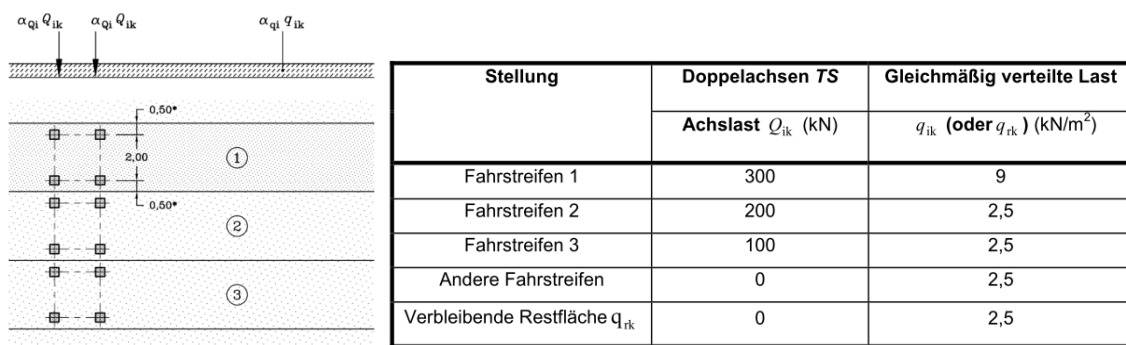 α_Qi Q_ik α_Qi Q_ik α_qi q_ik
0,50*
2,00
0,50*
1
2
3
Stellung Doppelachsen TS Gleichmäßig verteilte Last
Achslast Q_ik (kN) q_ik (oder q_rk ) (kN/m²)
Fahrstreifen 1 300 9
Fahrstreifen 2 200 2,5
Fahrstreifen 3 100 2,5
Andere Fahrstreifen 0 2,5
Verbleibende Restfläche q_rk 0 2,5